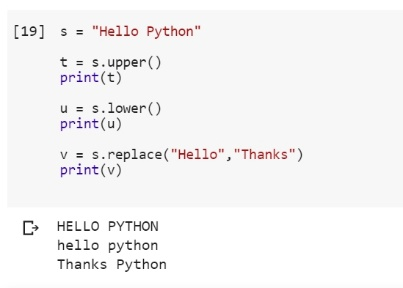 [19] s = "Hello Python"
t = s.upper()
print(t)
u = s.lower()
print(u)
v = s.replace("Hello","Thanks")
print(v)
HELLO PYTHON
hello python
Thanks Python